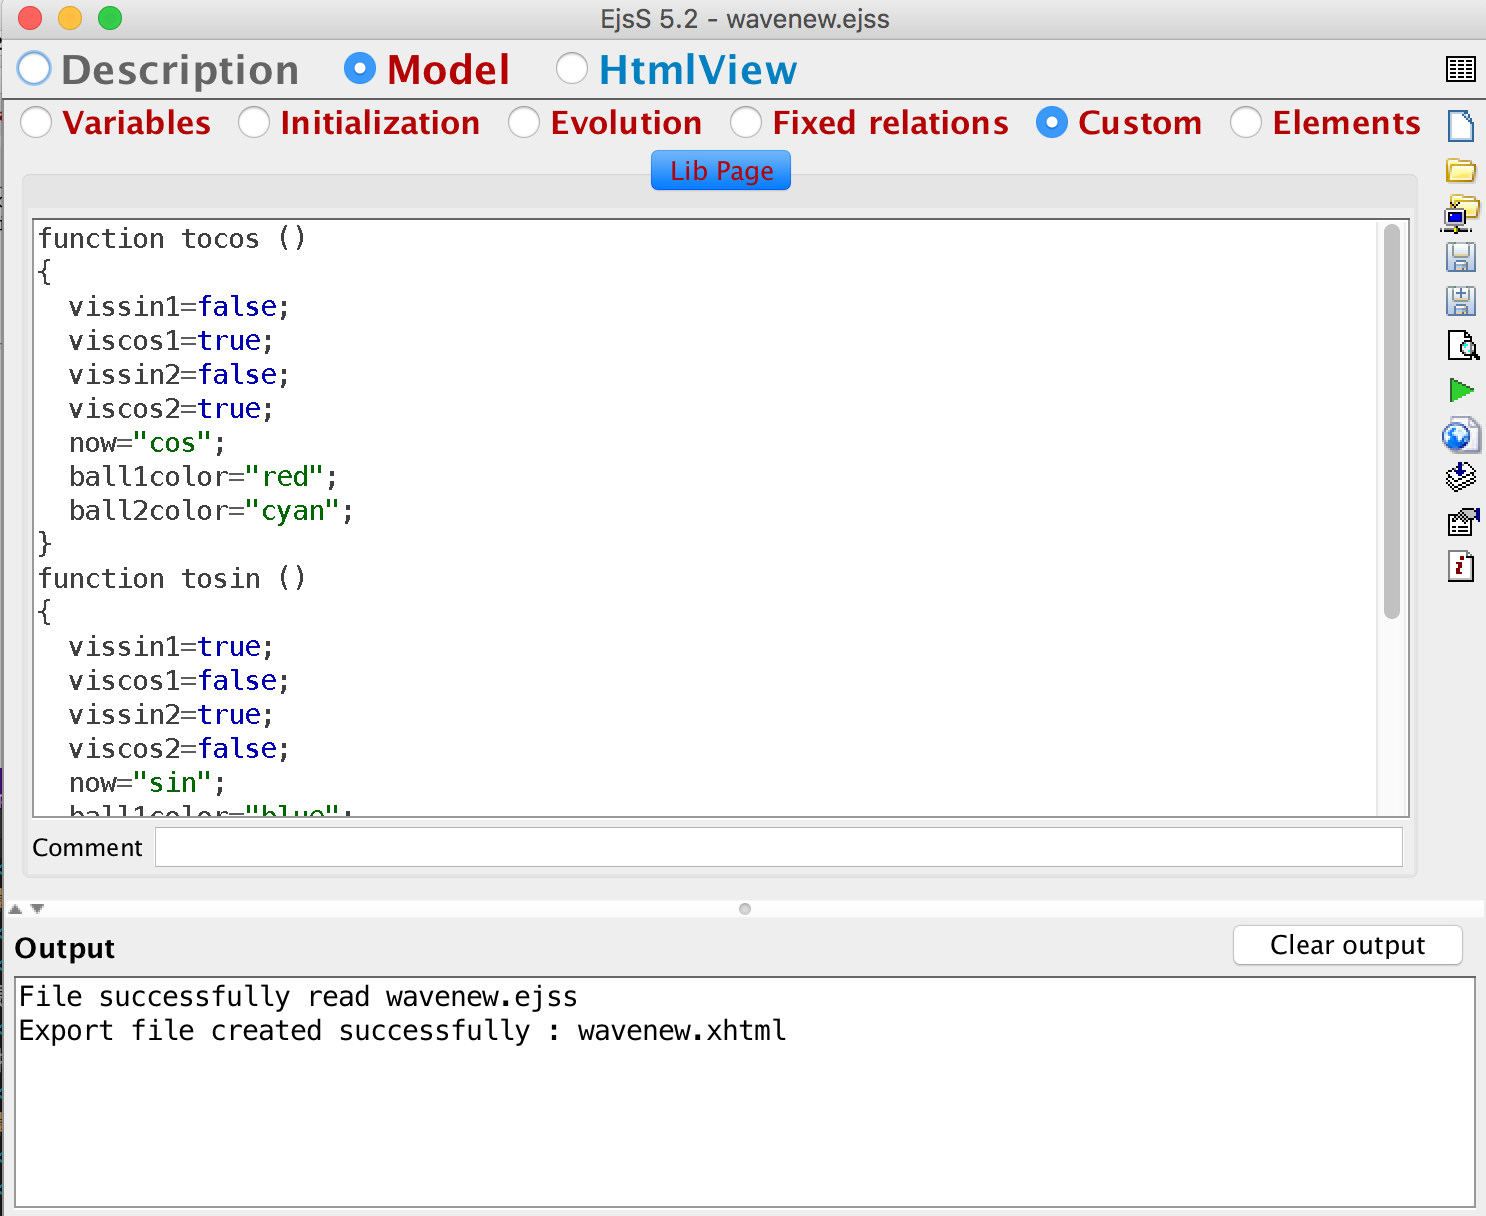 EjsS 5.2 - wavenew.ejss
Description Model HtmlView
Variables Initialization Evolution Fixed relations Custom Elements
Lib Page
function tocos ()
{
  vissin1=false;
  viscos1=true;
  vissin2=false;
  viscos2=true;
  now="cos";
  ball1color="red";
  ball2color="cyan";
}
function tosin ()
{
  vissin1=true;
  viscos1=false;
  vissin2=true;
  viscos2=false;
  now="sin";
  ball1color="blue";
Comment
Output Clear output
File successfully read wavenew.ejss
Export file created successfully : wavenew.xhtml